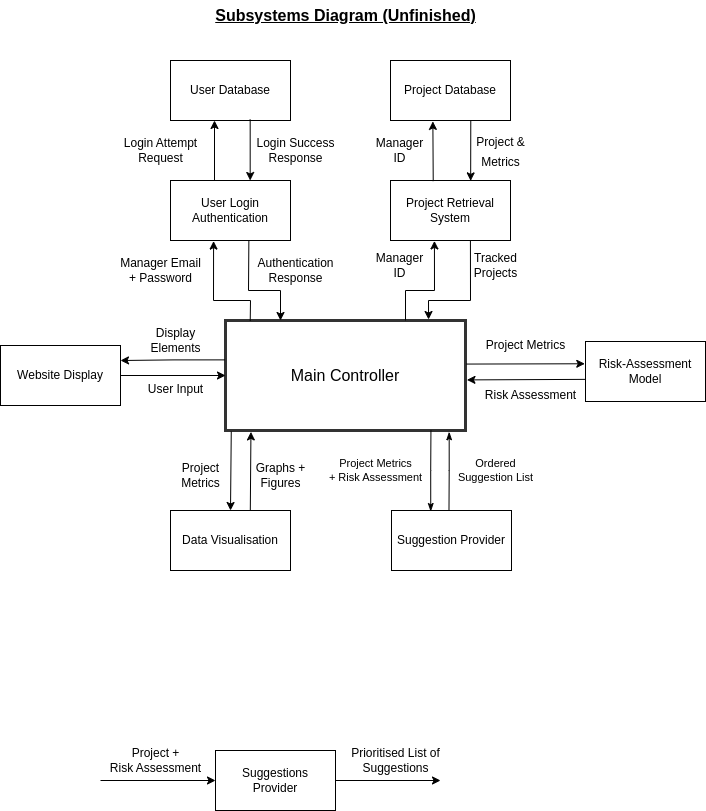 Subsystems Diagram (Unfinished)
User Database
Project Database
Login Attempt
Request
Login Success
Response
Manager
ID
Project &
Metrics
User Login
Authentication
Project Retrieval
System
Manager Email
+ Password
Authentication
Response
Manager
ID
Tracked
Projects
Display
Elements
Website Display
User Input
Main Controller
Project Metrics
Risk-Assessment
Model
Risk Assessment
Project
Metrics
Graphs +
Figures
Project Metrics
+ Risk Assessment
Ordered
Suggestion List
Data Visualisation
Suggestion Provider
Project +
Risk Assessment
Suggestions
Provider
Prioritised List of
Suggestions